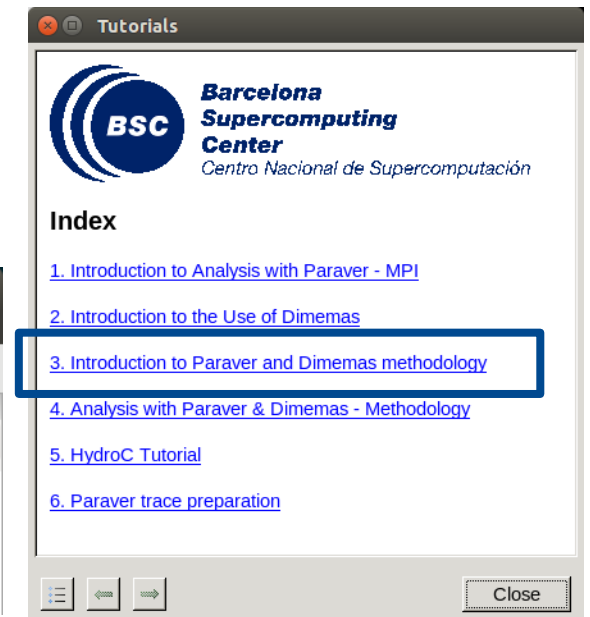 Tutorials
BSC
Barcelona
Supercomputing
Center
Centro Nacional de Supercomputación
Index
1. Introduction to Analysis with Paraver - MPI
2. Introduction to the Use of Dimemas
3. Introduction to Paraver and Dimemas methodology
4. Analysis with Paraver & Dimemas - Methodology
5. HydroC Tutorial
6. Paraver trace preparation
Close